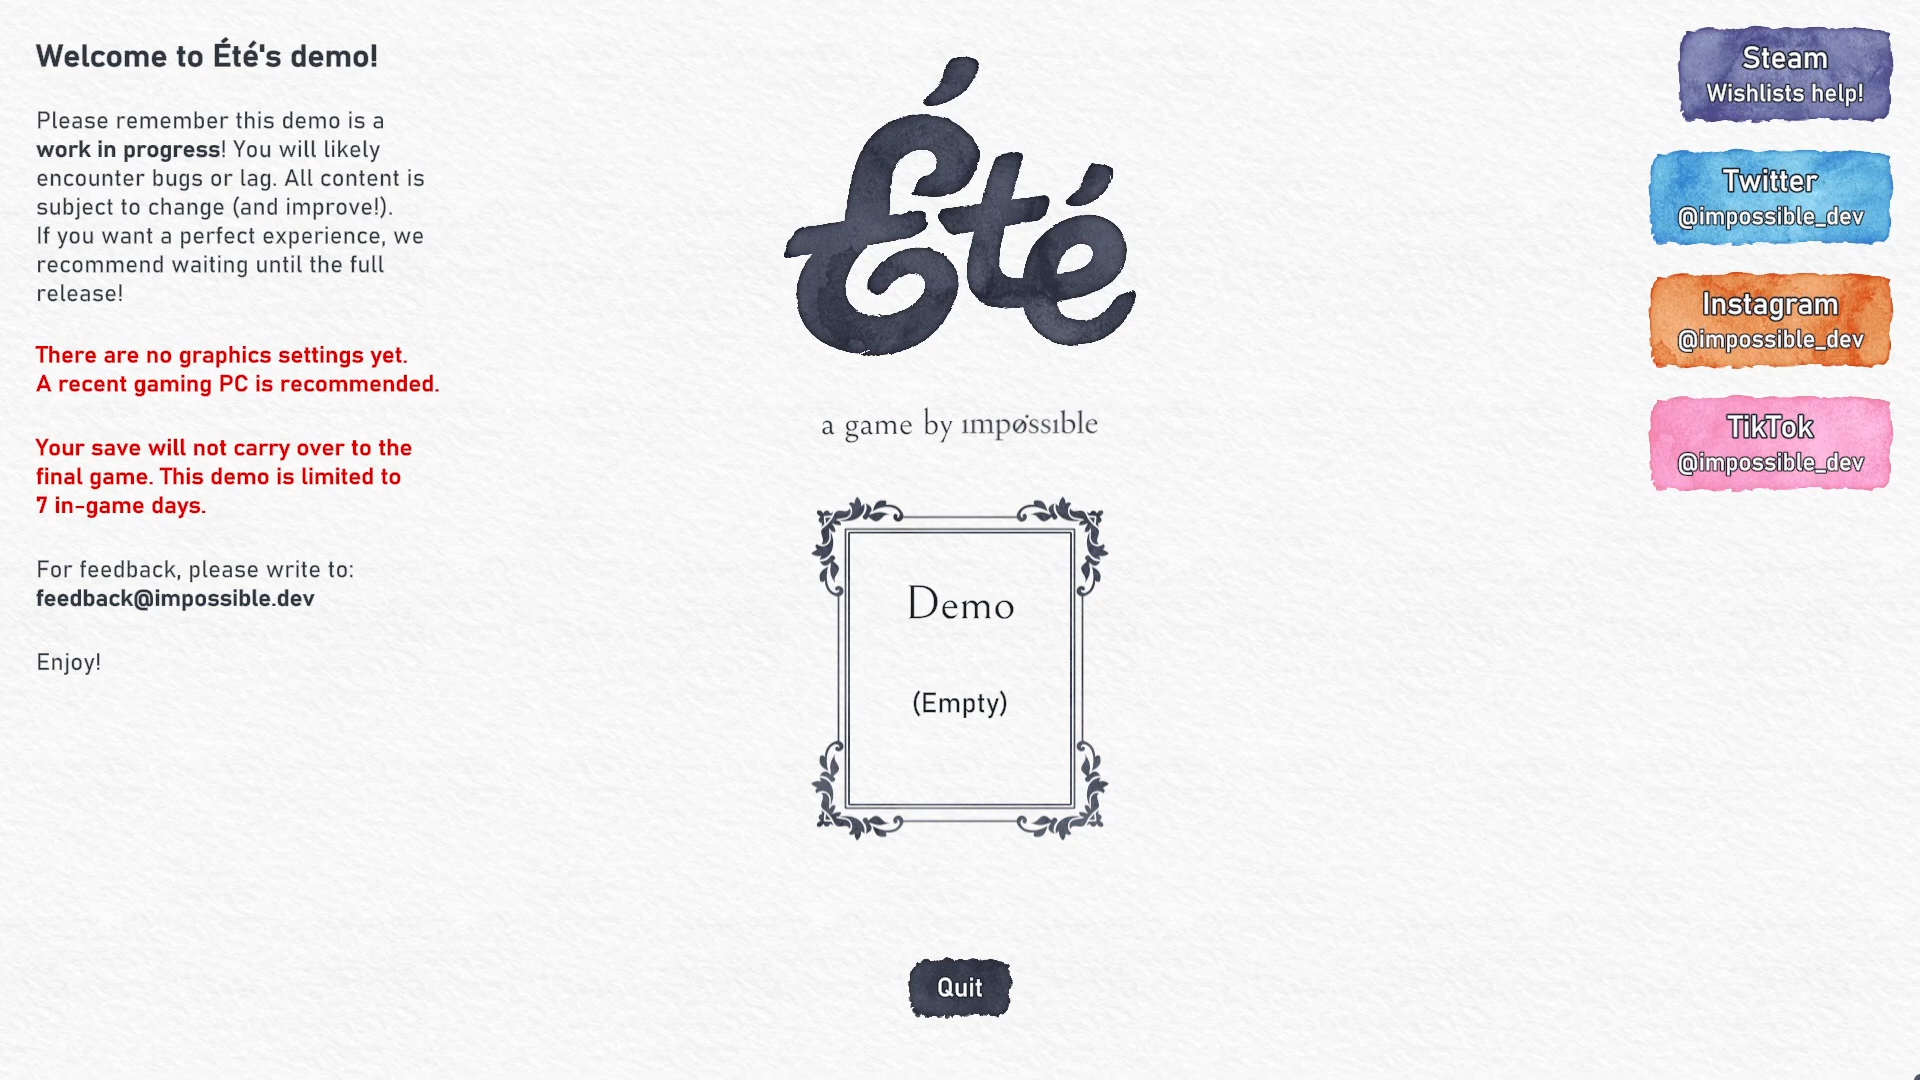 Welcome to Été's demo!
Please remember this demo is a
work in progress! You will likely
encounter bugs or lag. All content is
subject to change (and improve!).
If you want a perfect experience, we
recommend waiting until the full
release!
There are no graphics settings yet.
A recent gaming PC is recommended.
Your save will not carry over to the
final game. This demo is limited to
7 in-game days.
For feedback, please write to:
feedback@impossible.dev
Enjoy!
Été
a game by impossible
Demo
(Empty)
Quit
Steam
Wishlists help!
Twitter
@impossible_dev
Instagram
@impossible_dev
TikTok
@impossible_dev